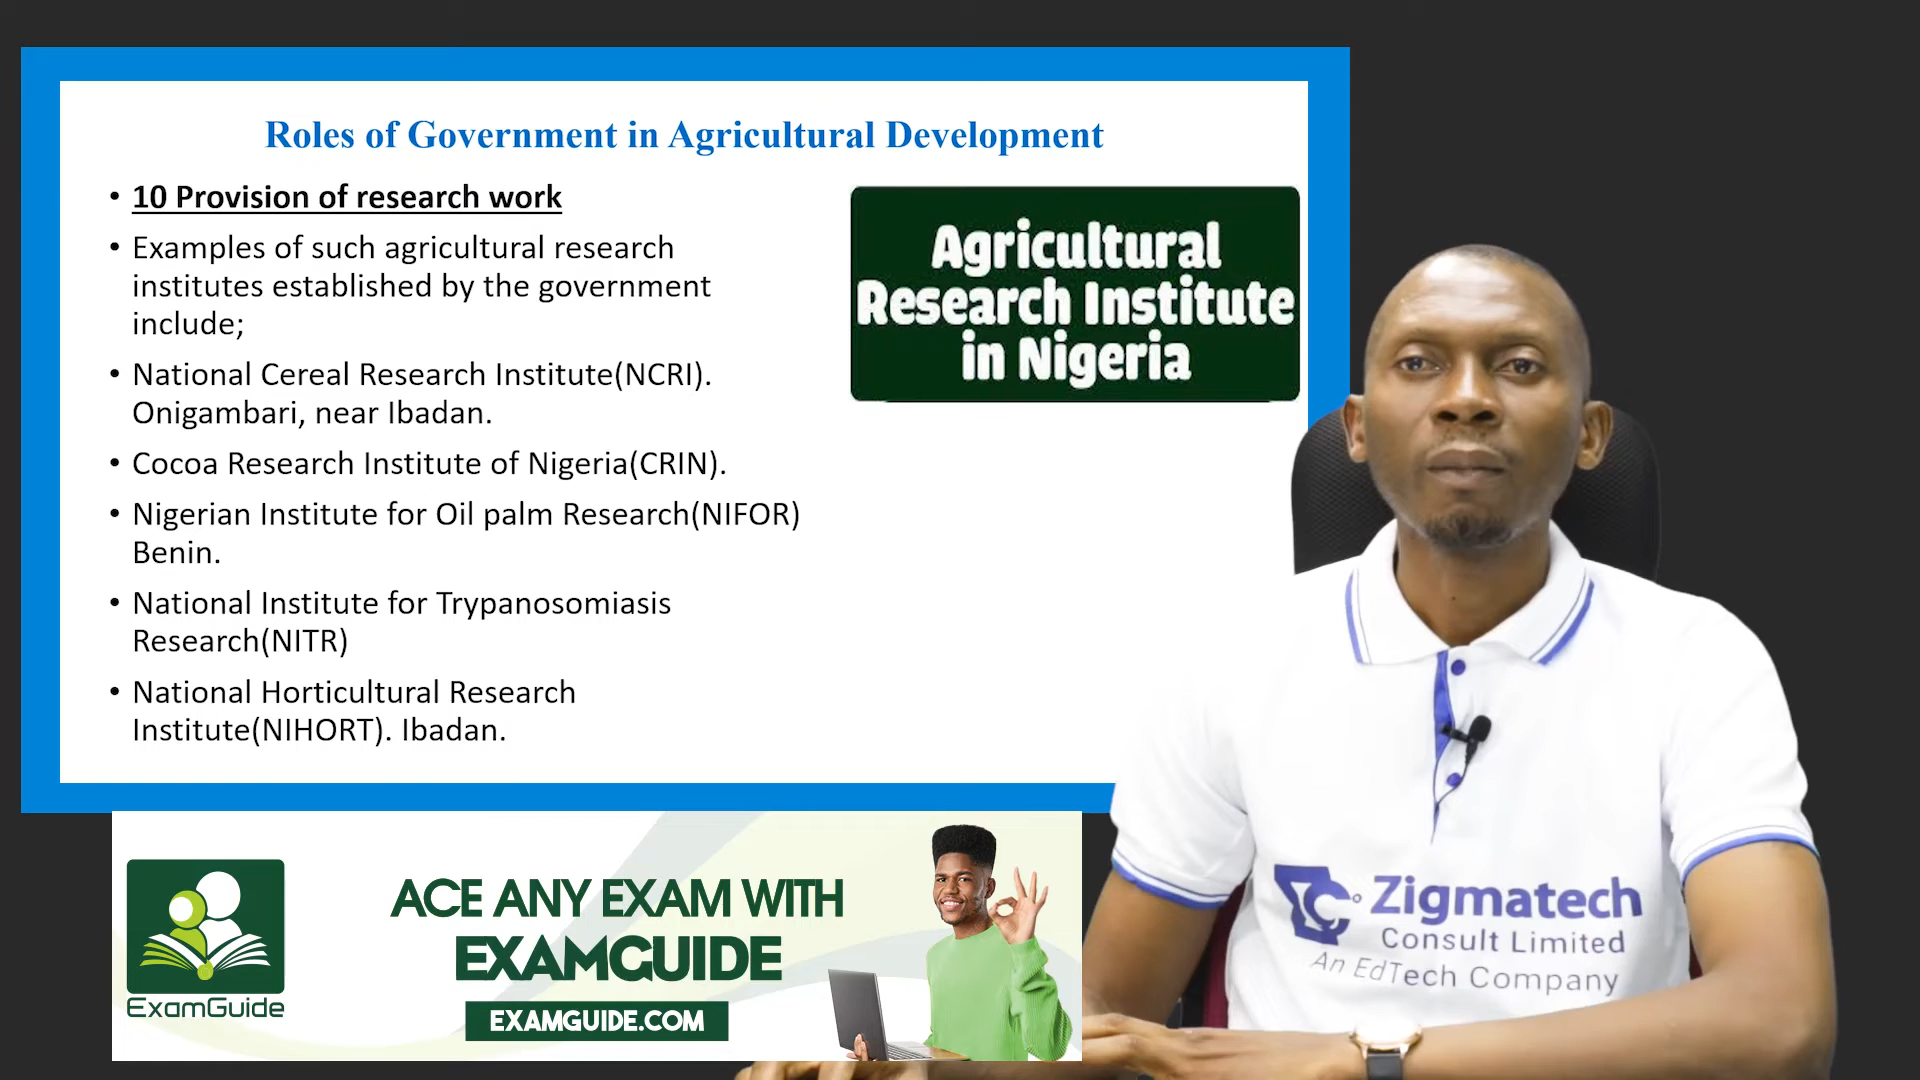 Roles of Government in Agricultural Development
• 10 Provision of research work
• Examples of such agricultural research
institutes established by the government
include;
• National Cereal Research Institute(NCRI).
Onigambari, near Ibadan.
• Cocoa Research Institute of Nigeria(CRIN).
• Nigerian Institute for Oil palm Research(NIFOR)
Benin.
• National Institute for Trypanosomiasis
Research(NITR)
• National Horticultural Research
Institute(NIHORT). Ibadan.
Agricultural
Research Institute
in Nigeria
ExamGuide
ACE ANY EXAM WITH
EXAMGUIDE
EXAMGUIDE.COM
Zigmatech
Consult Limited
An EdTech Company